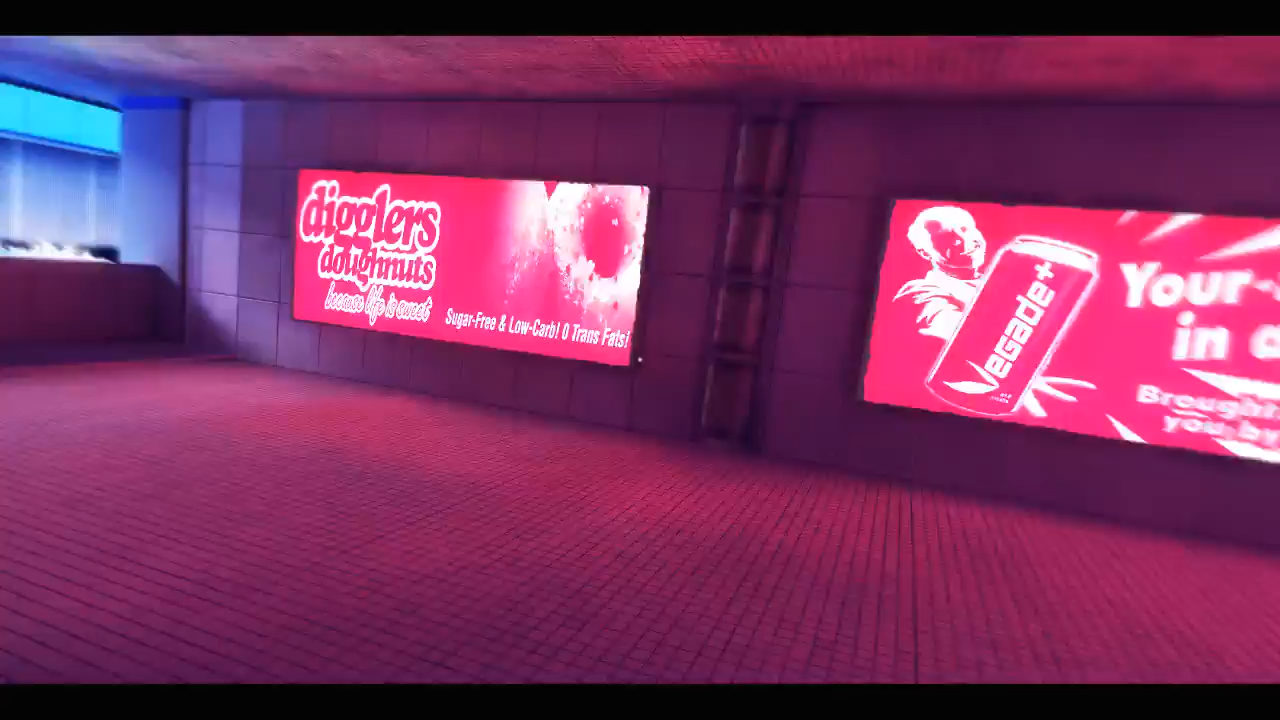 digglers
doughnuts
because life is sweet
Sugar-Free & Low-Carb! 0 Trans Fats!
Vegade+
Your
in a
Brought
you by